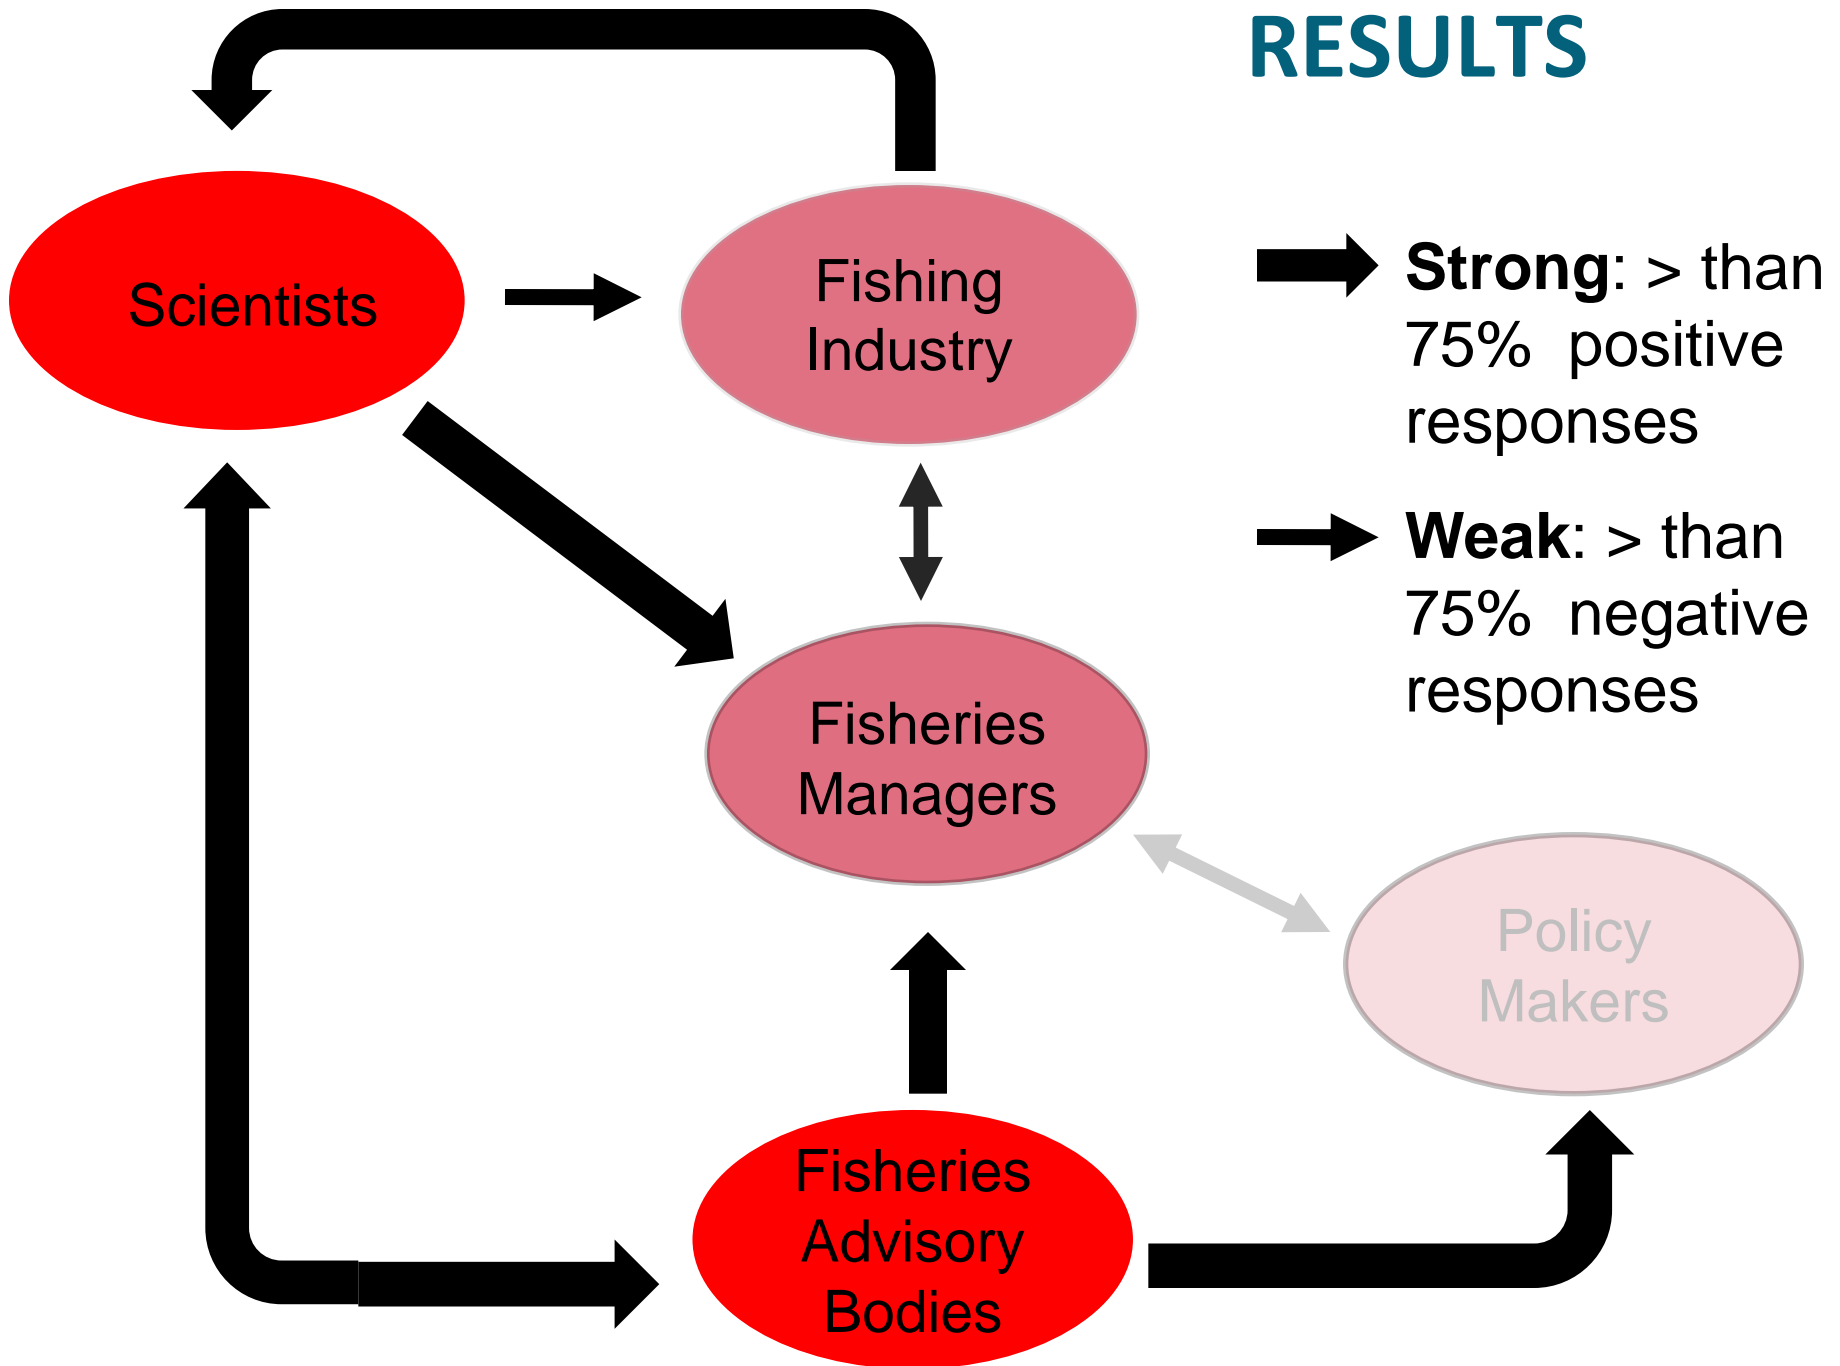 RESULTS
Scientists
Fishing
Industry
Strong: > than
75% positive
responses
Weak: > than
75% negative
responses
Fisheries
Managers
Policy
Makers
Fisheries
Advisory
Bodies